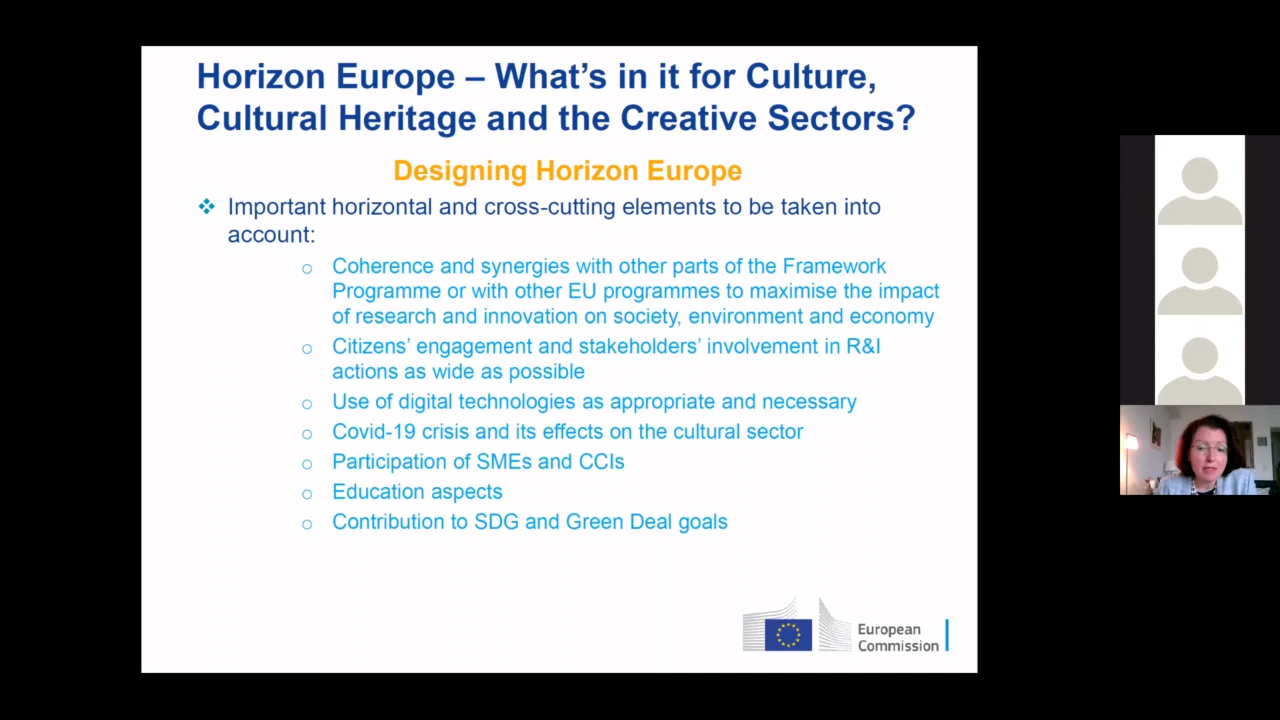 Horizon Europe – What's in it for Culture,
Cultural Heritage and the Creative Sectors?
Designing Horizon Europe
Important horizontal and cross-cutting elements to be taken into
account:
Coherence and synergies with other parts of the Framework
Programme or with other EU programmes to maximise the impact
of research and innovation on society, environment and economy
Citizens' engagement and stakeholders' involvement in R&I
actions as wide as possible
Use of digital technologies as appropriate and necessary
Covid-19 crisis and its effects on the cultural sector
Participation of SMEs and CCIs
Education aspects
Contribution to SDG and Green Deal goals
European
Commission